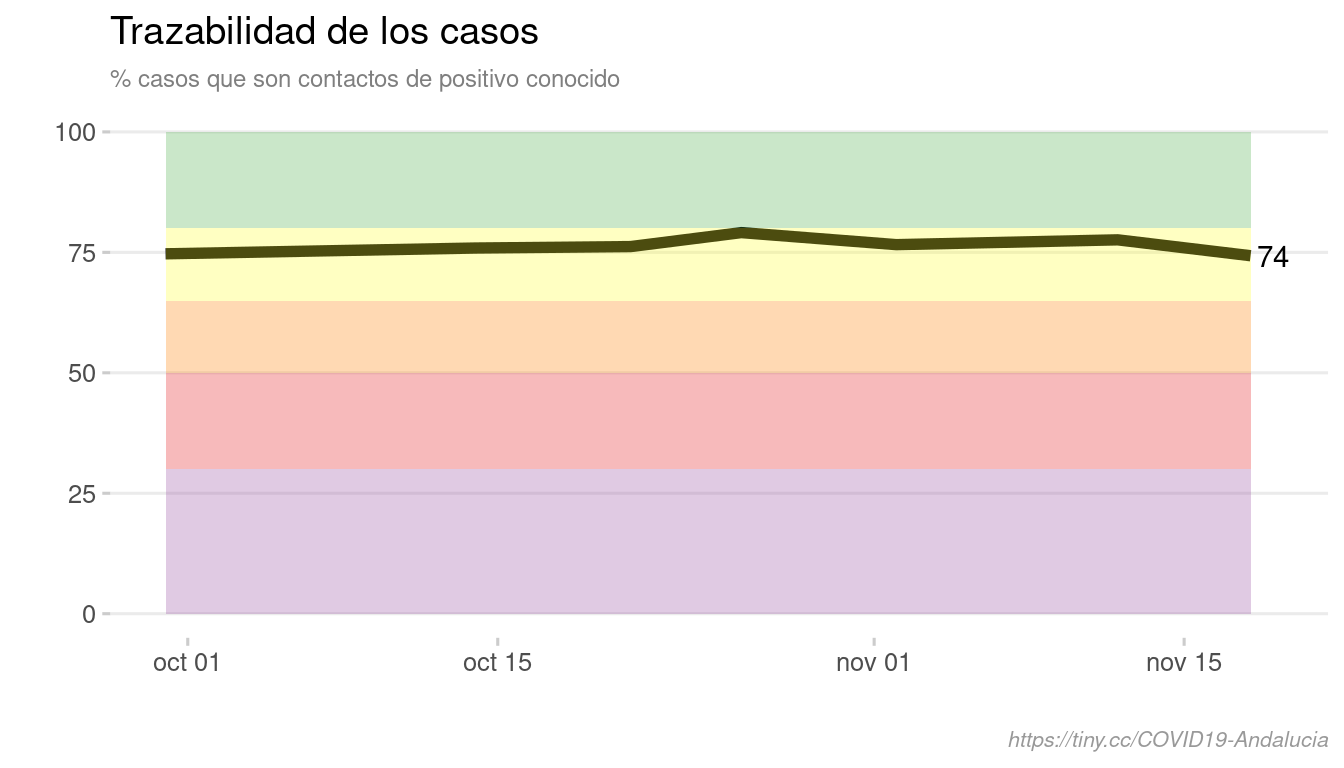 Trazabilidad de los casos
% casos que son contactos de positivo conocido
100
75
74
50
25
0
oct 01 oct 15 nov 01 nov 15
https://tiny.cc/COVID19-Andalucia